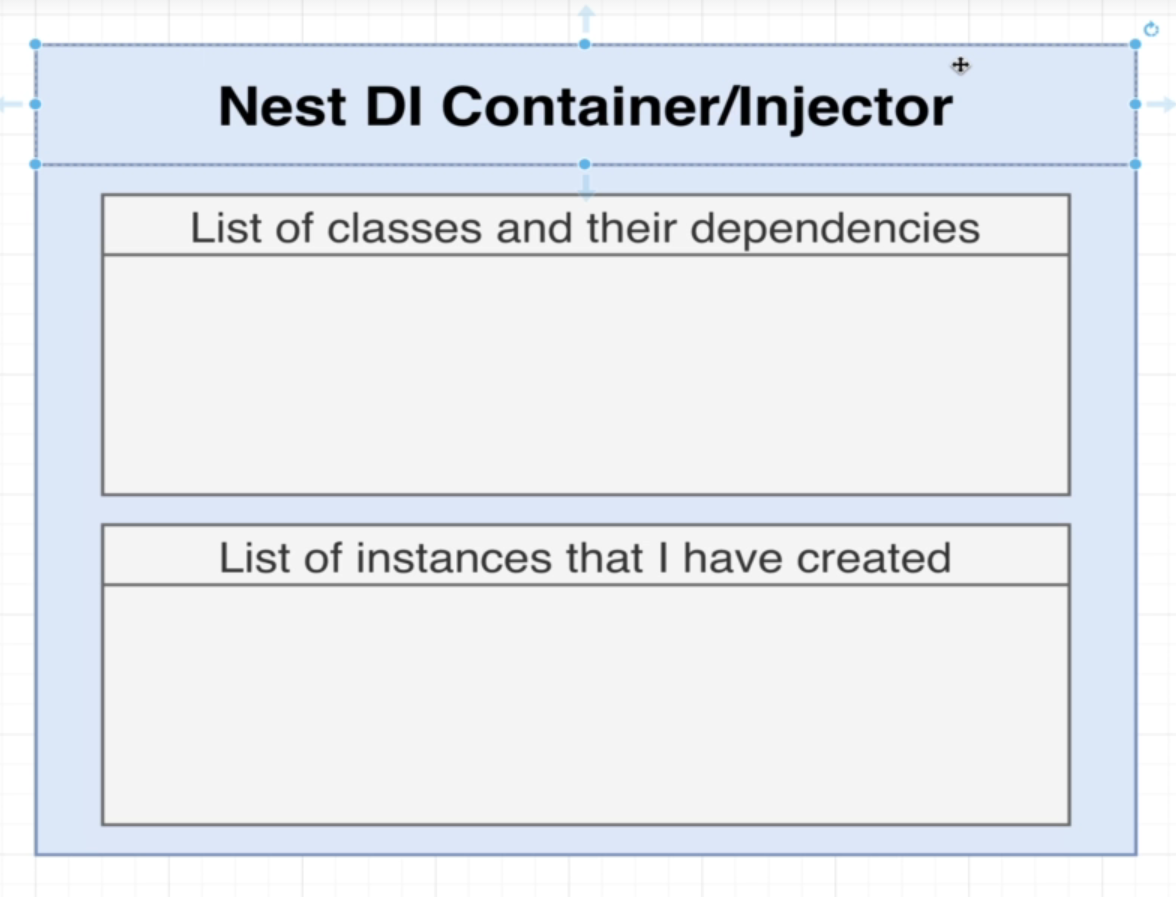 Nest DI Container/Injector
List of classes and their dependencies
List of instances that I have created